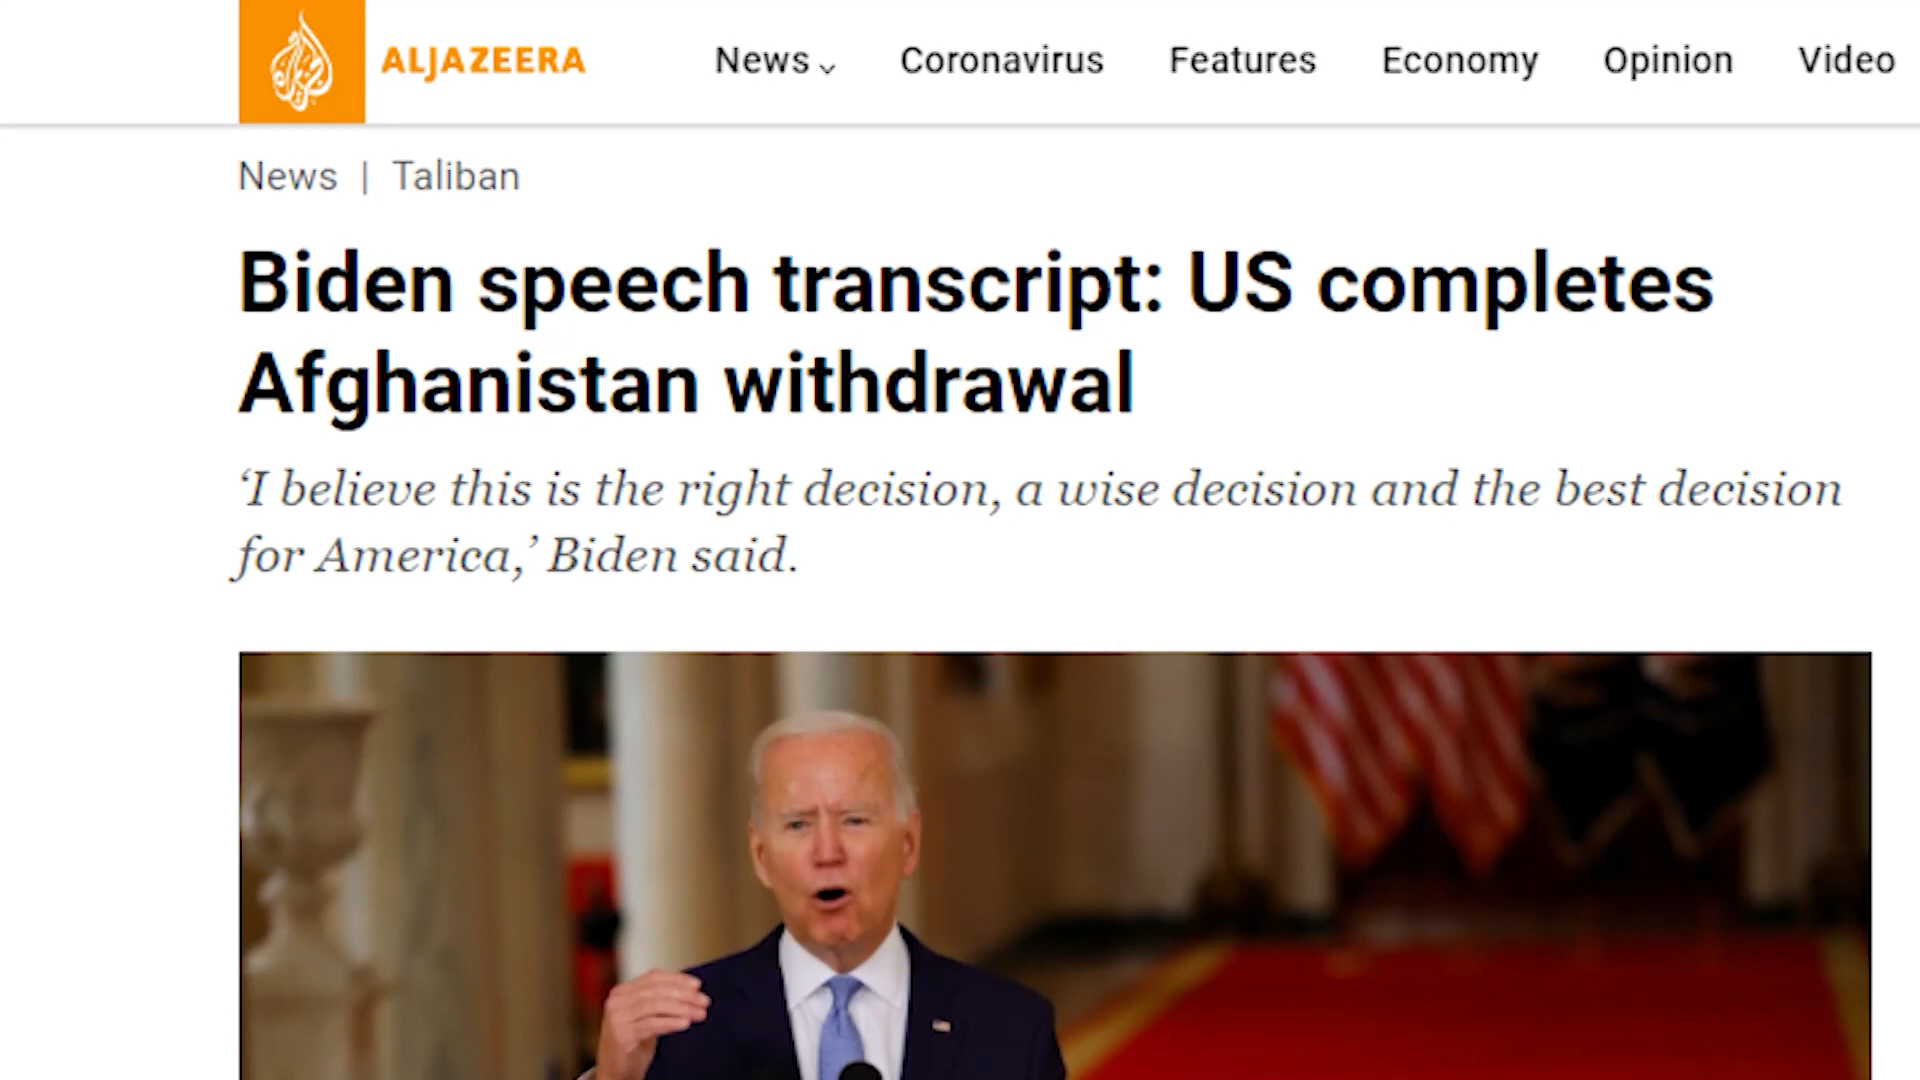 ALJAZEERA
News Coronavirus Features Economy Opinion Video
News | Taliban
Biden speech transcript: US completes
Afghanistan withdrawal
‘I believe this is the right decision, a wise decision and the best decision
for America,’ Biden said.